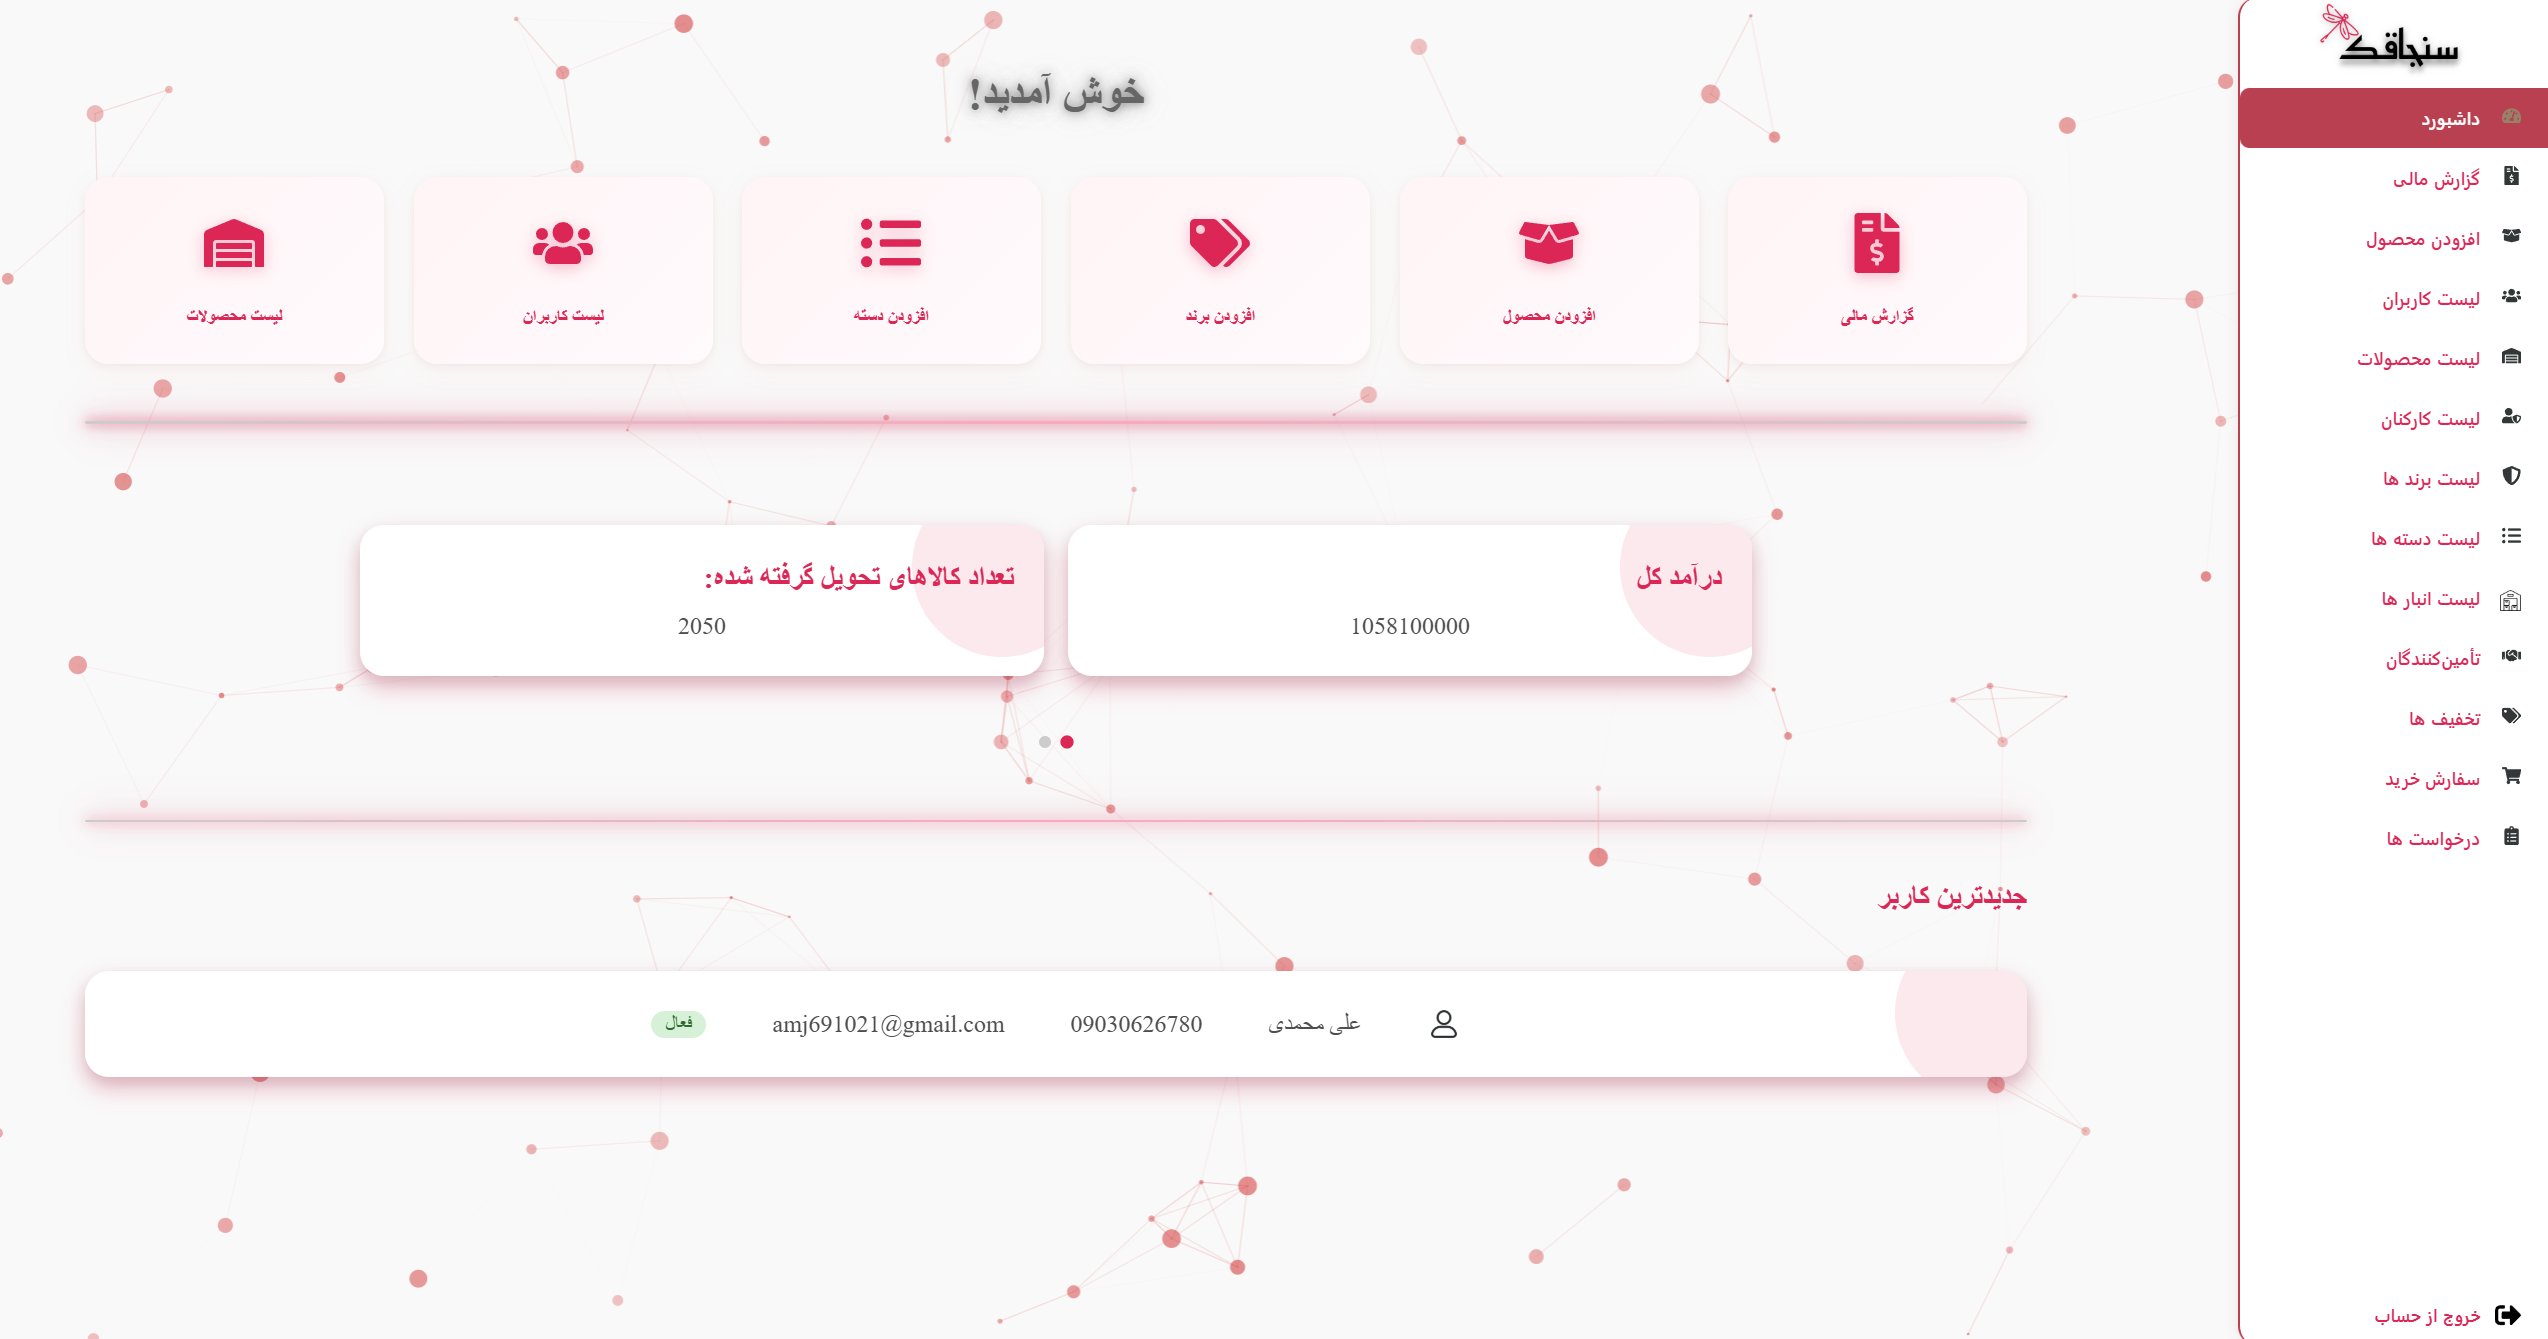 سنجاقک
داشبورد
گزارش مالی
افزودن محصول
لیست کاربران
لیست محصولات
لیست کارکنان
لیست برند ها
لیست دسته ها
لیست انبار ها
تأمین‌کنندگان
تخفیف ها
سفارش خرید
درخواست ها
خروج از حساب
خوش آمدید!
گزارش مالی
افزودن محصول
افزودن برند
افزودن دسته
لیست کاربران
لیست محصولات
درآمد کل
1058100000
تعداد کالاهای تحویل گرفته شده:
2050
جدیدترین کاربر
علی محمدی 09030626780 amj691021@gmail.com فعال